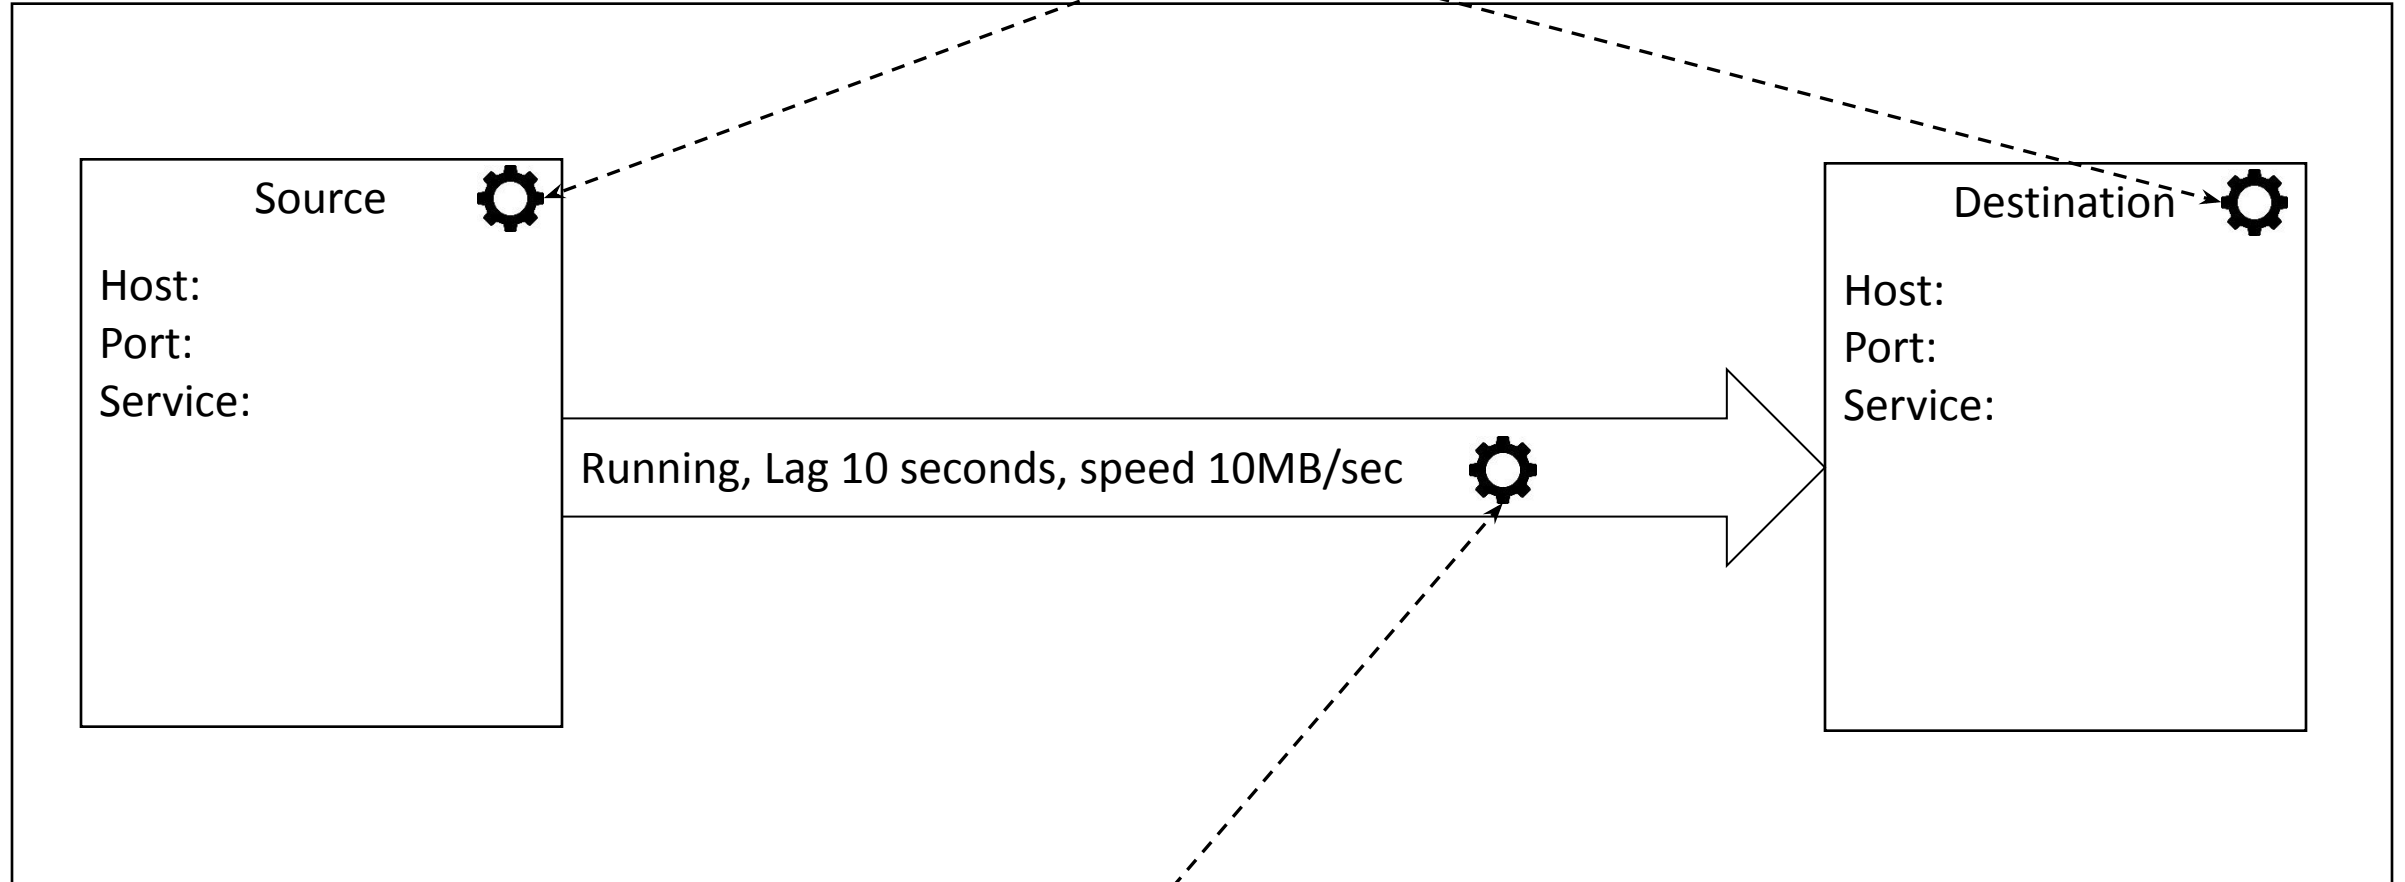 Source
Host:
Port:
Service:
Running, Lag 10 seconds, speed 10MB/sec
Destination
Host:
Port:
Service: